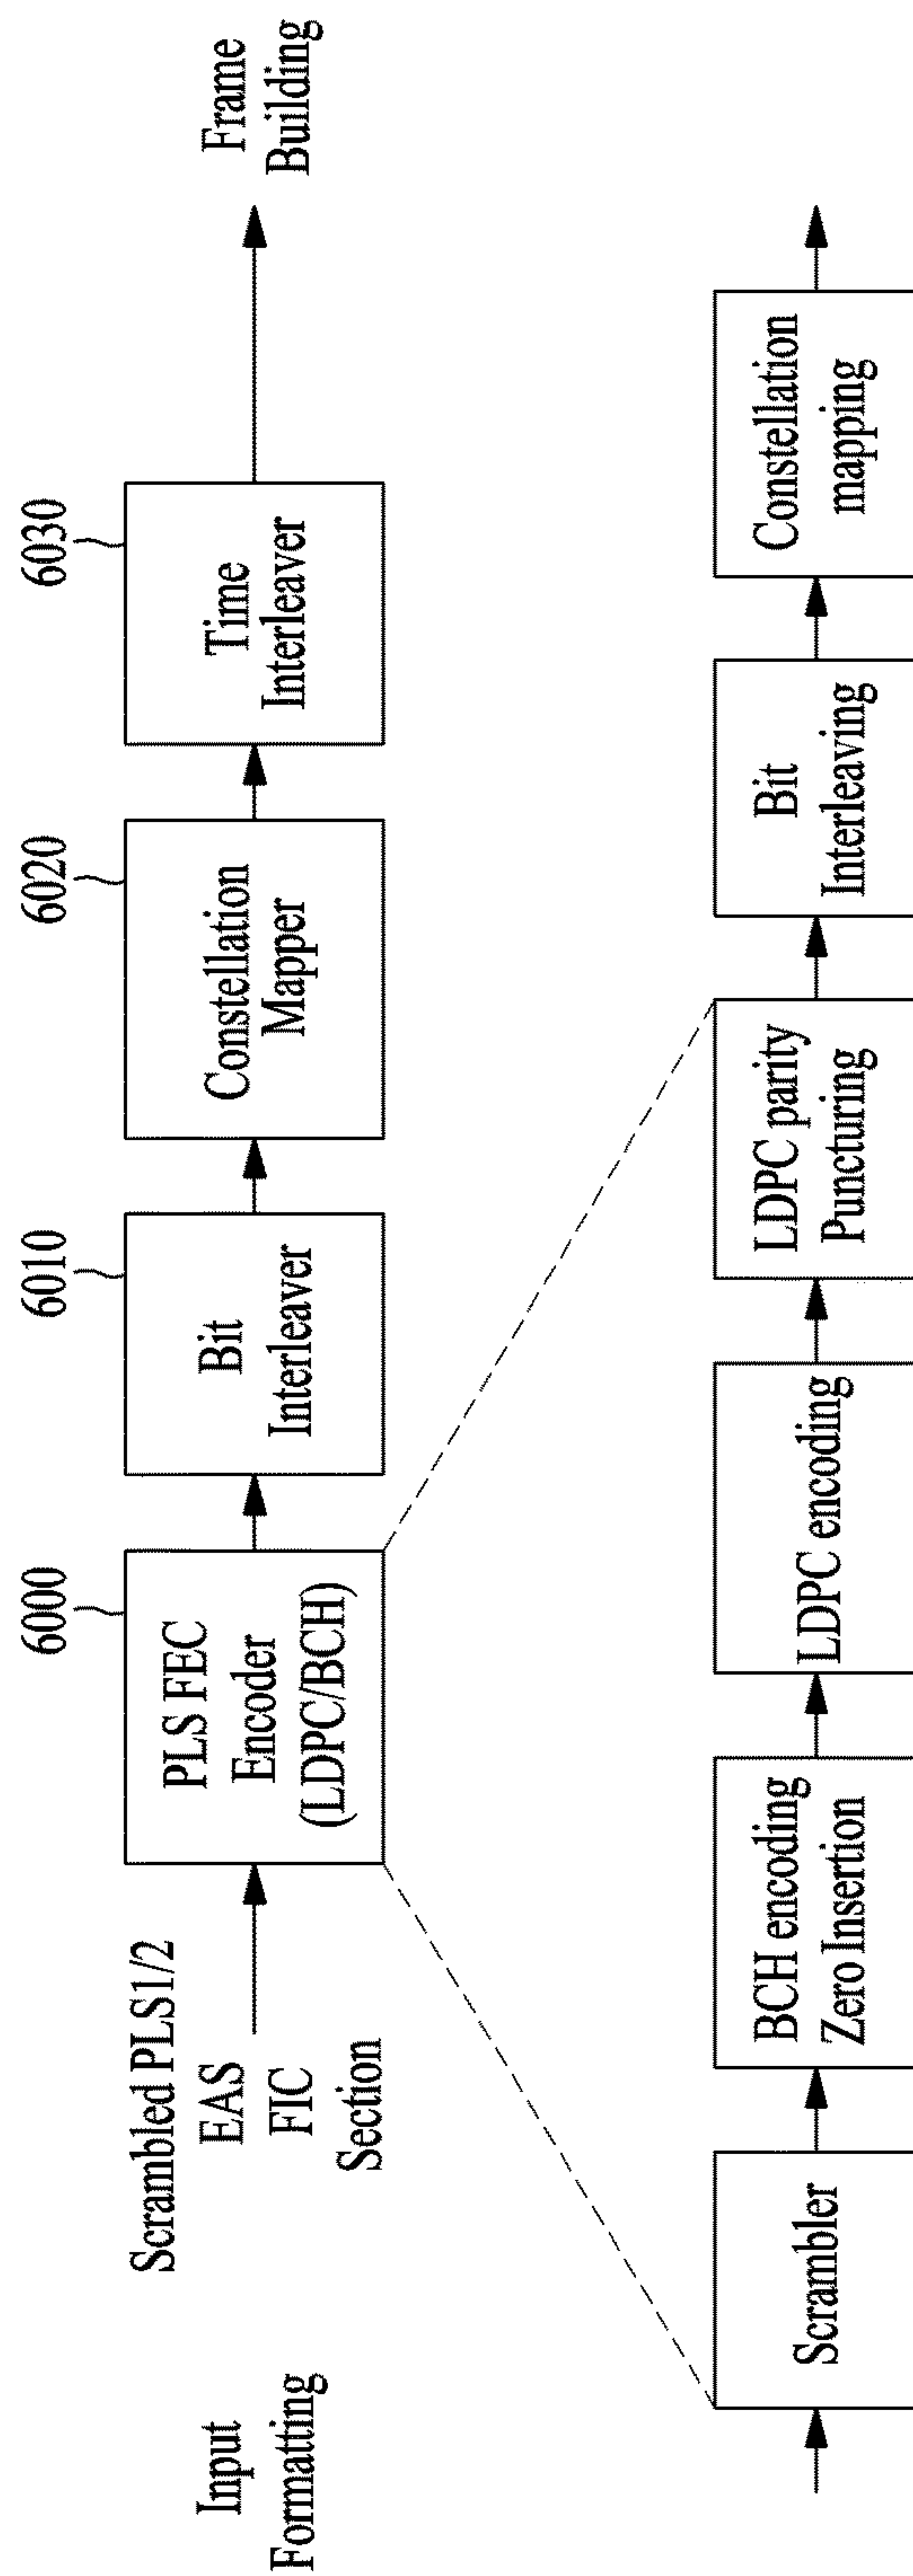 Input
Formatting
Scrambled PLS1/2
EAS
FIC
Section
6000
PLS FEC
Encoder
(LDPC/BCH)
6010
Bit
Interleaver
6020
Constellation
Mapper
6030
Time
Interleaver
Frame
Building
Scrambler
BCH encoding
Zero Insertion
LDPC encoding
LDPC parity
Puncturing
Bit
Interleaving
Constellation
mapping